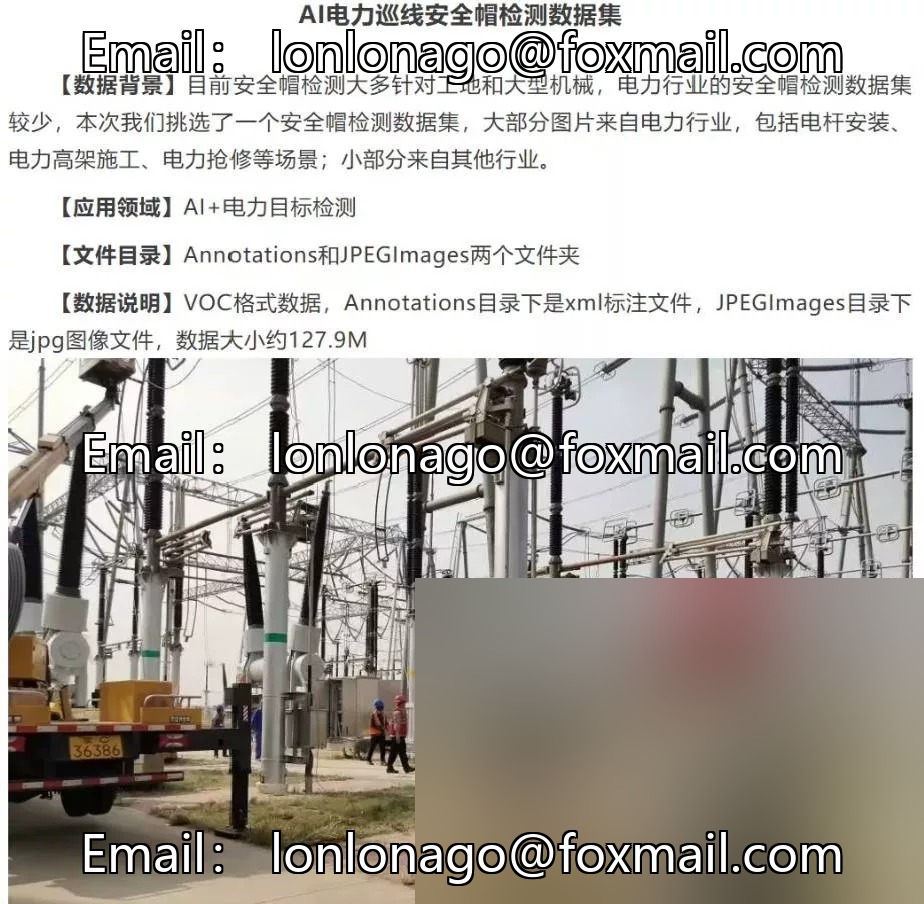 AI电力巡线安全帽检测数据集
Email： lonlonago@foxmail.com
【数据背景】目前安全帽检测大多针对工地和大型机械，电力行业的安全帽检测数据集
较少，本次我们挑选了一个安全帽检测数据集，大部分图片来自电力行业，包括电杆安装、
电力高架施工、电力抢修等场景；小部分来自其他行业。
【应用领域】AI+电力目标检测
【文件目录】Annotations和JPEGImages两个文件夹
【数据说明】VOC格式数据，Annotations目录下是xml标注文件，JPEGImages目录下
是jpg图像文件，数据大小约127.9M
Email： lonlonago@foxmail.com
36386
Email： lonlonago@foxmail.com